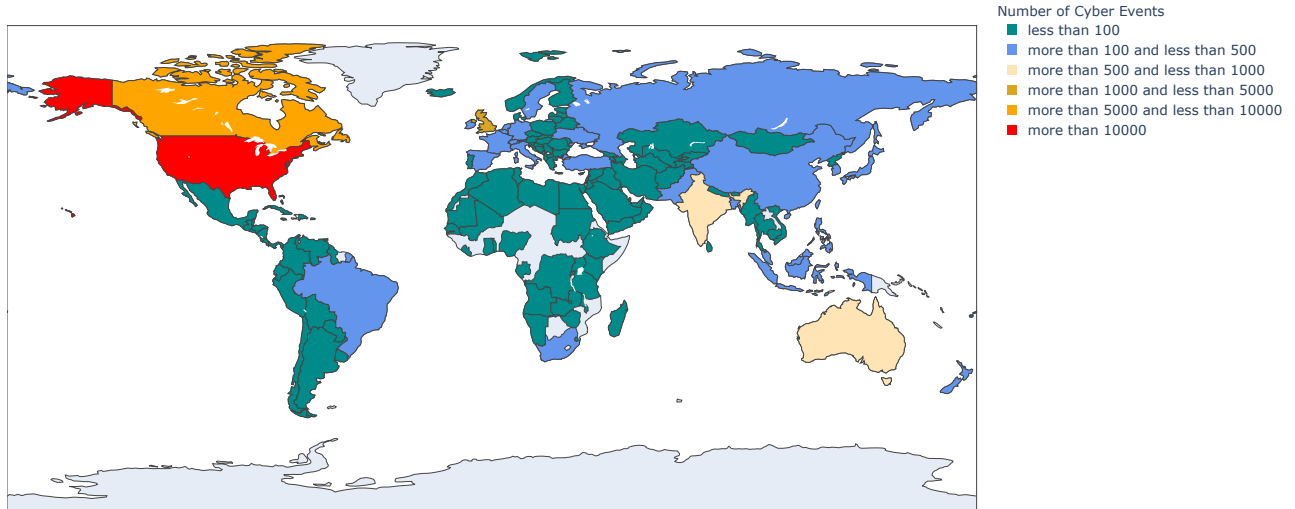 Number of Cyber Events
less than 100
more than 100 and less than 500
more than 500 and less than 1000
more than 1000 and less than 5000
more than 5000 and less than 10000
more than 10000